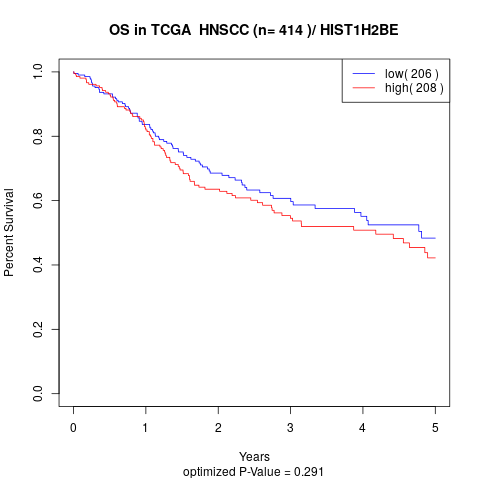 OS in TCGA  HNSCC (n= 414 )/ HIST1H2BE
low( 206 )
high( 208 )
Percent Survival
1.0
0.8
0.6
0.4
0.2
0.0
0 1 2 3 4 5
Years
optimized P-Value = 0.291